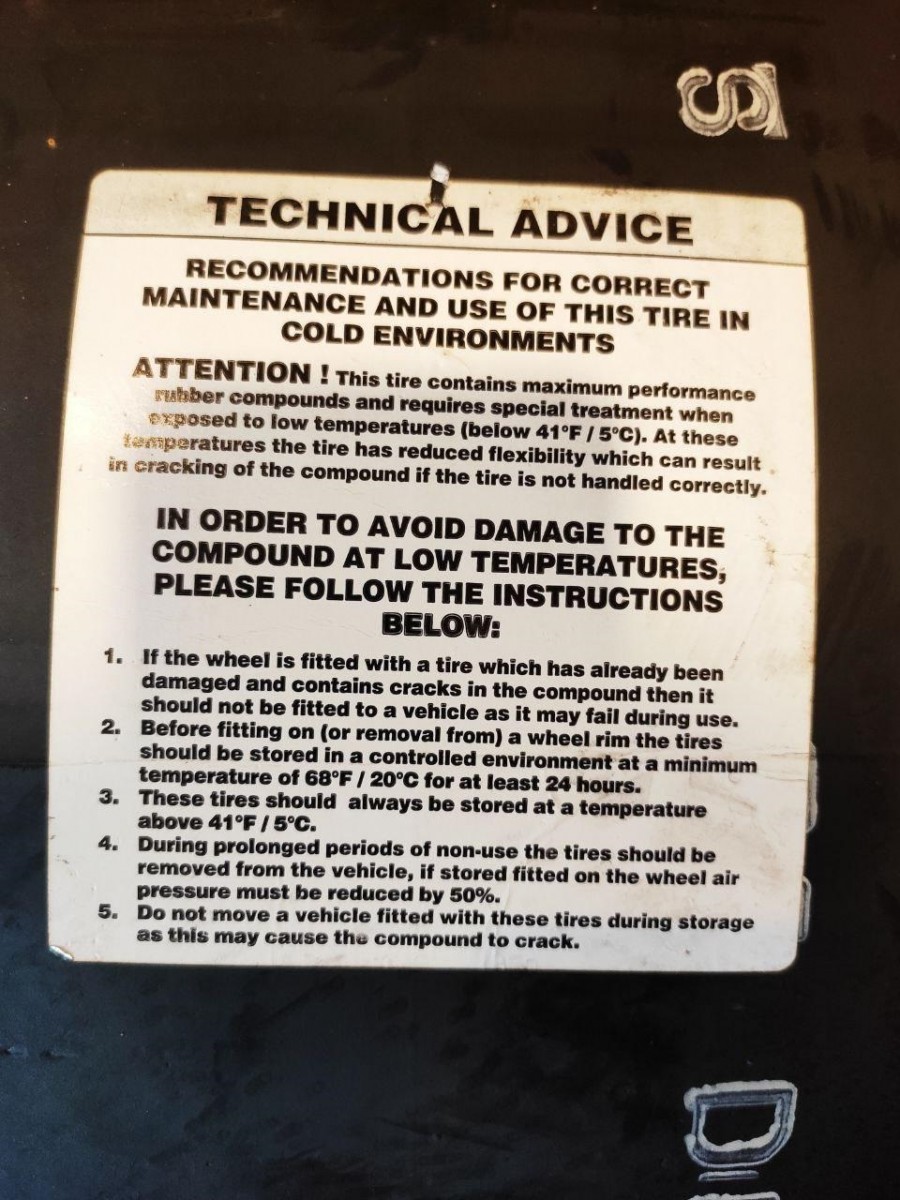 TECHNICAL ADVICE
RECOMMENDATIONS FOR CORRECT
MAINTENANCE AND USE OF THIS TIRE IN
COLD ENVIRONMENTS
ATTENTION ! This tire contains maximum performance
rubber compounds and requires special treatment when
exposed to low temperatures (below 41°F / 5°C). At these
temperatures the tire has reduced flexibility which can result
in cracking of the compound if the tire is not handled correctly.
IN ORDER TO AVOID DAMAGE TO THE
COMPOUND AT LOW TEMPERATURES,
PLEASE FOLLOW THE INSTRUCTIONS
BELOW:
1. If the wheel is fitted with a tire which has already been
damaged and contains cracks in the compound then it
should not be fitted to a vehicle as it may fail during use.
2. Before fitting on (or removal from) a wheel rim the tires
should be stored in a controlled environment at a minimum
temperature of 68°F / 20°C for at least 24 hours.
3. These tires should always be stored at a temperature
above 41°F / 5°C.
4. During prolonged periods of non-use the tires should be
removed from the vehicle, if stored fitted on the wheel air
pressure must be reduced by 50%.
5. Do not move a vehicle fitted with these tires during storage
as this may cause the compound to crack.